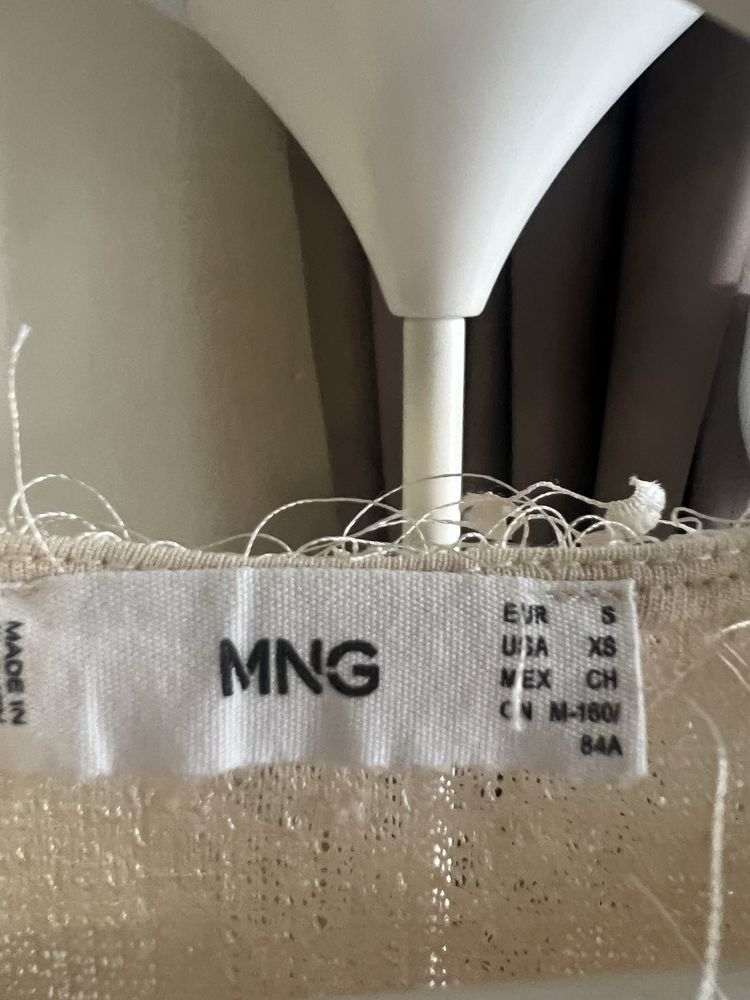 MADE IN
MNG
EUR S
USA XS
MEX CH
CN M-160/
84A